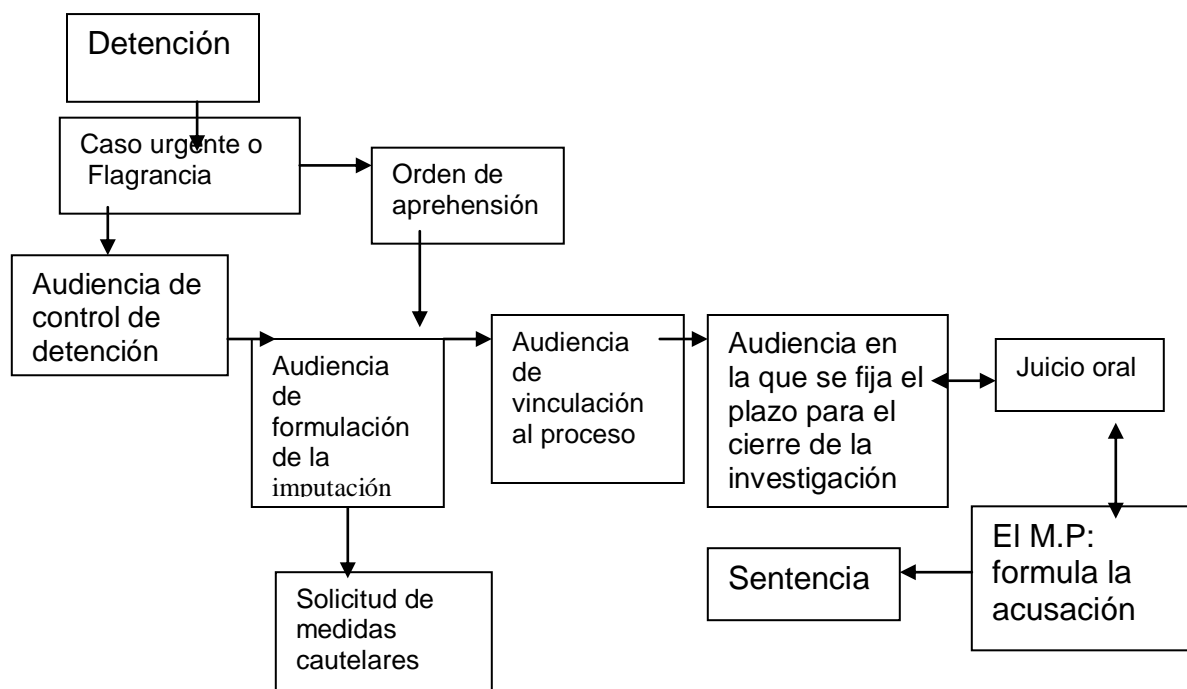 Detención
Caso urgente o
Flagrancia
Orden de
aprehensión
Audiencia de
control de
detención
Audiencia
de
formulación
de la
imputación
Audiencia
de
vinculación
al proceso
Audiencia en
la que se fija el
plazo para el
cierre de la
investigación
Juicio oral
El M.P:
formula la
acusación
Sentencia
Solicitud de
medidas
cautelares